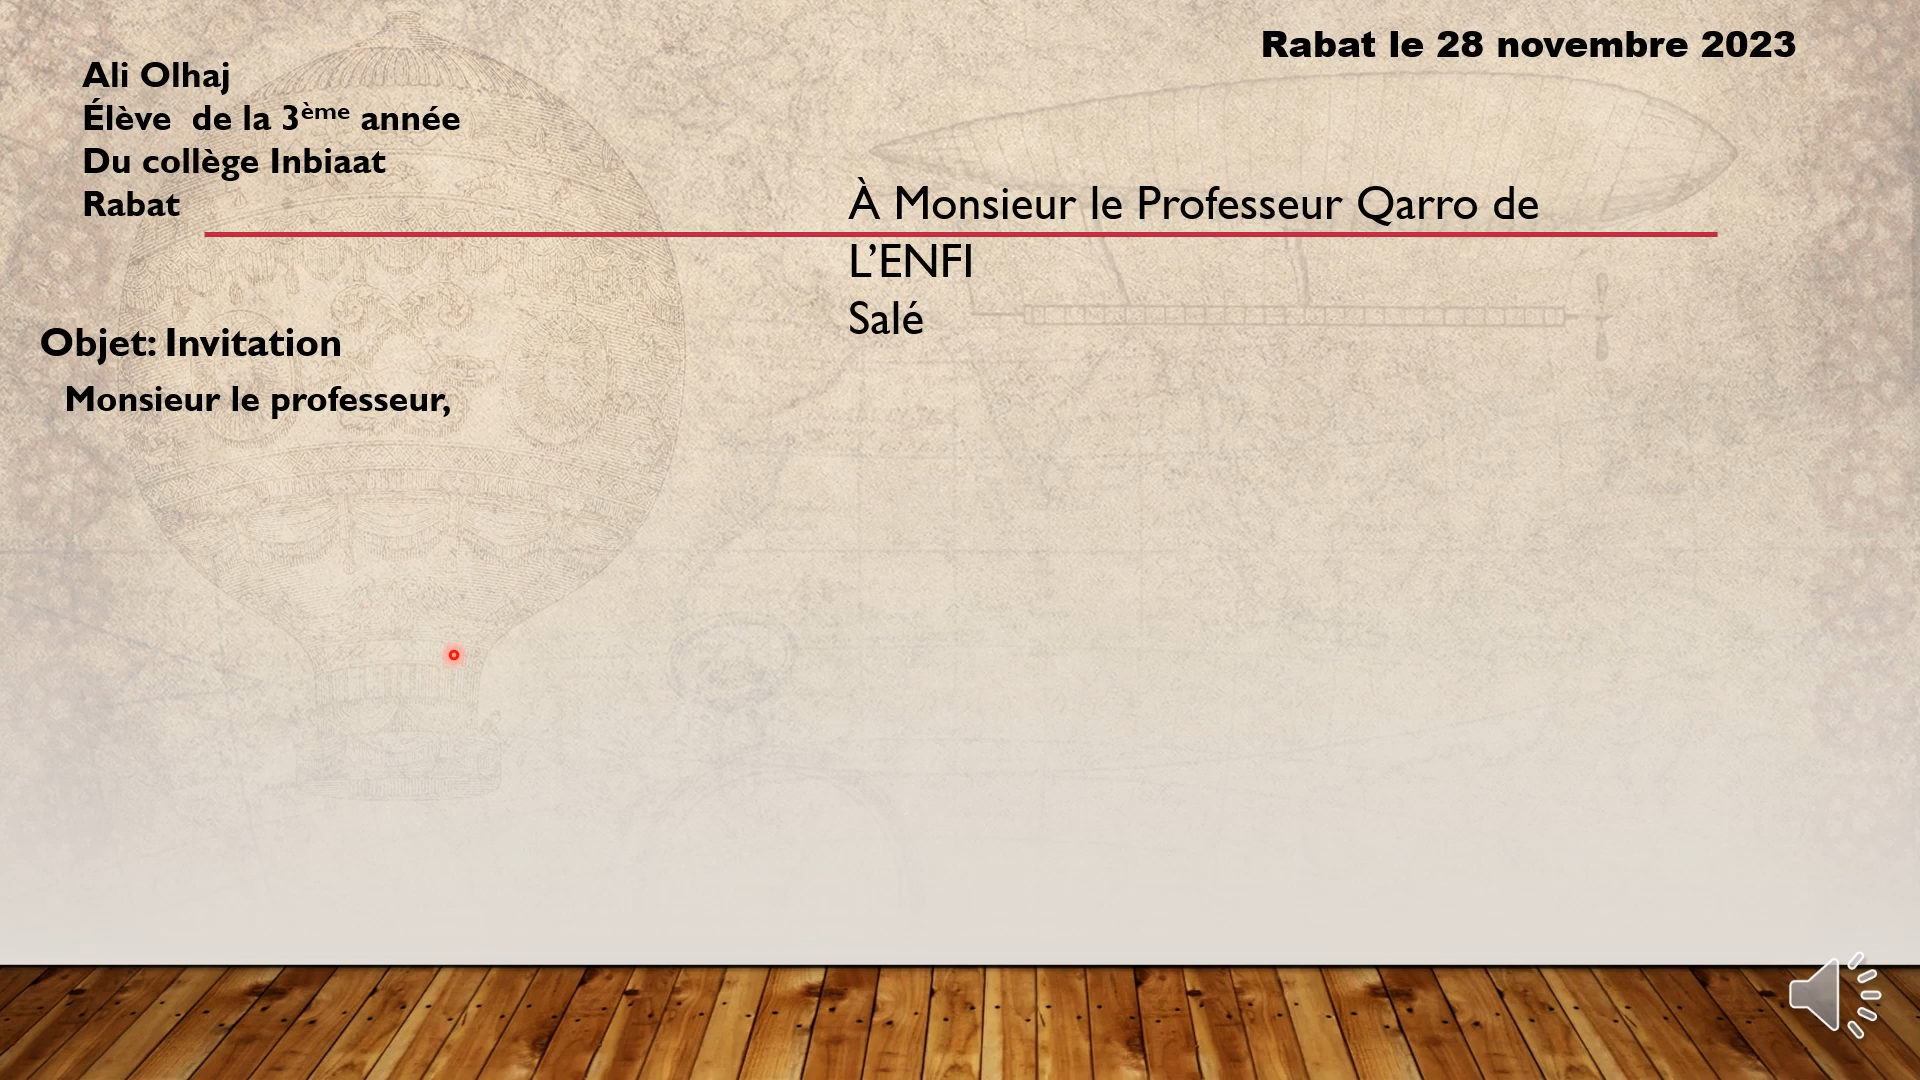 Rabat le 28 novembre 2023
Ali Olhaj
Élève de la 3ème année
Du collège Inbiaat
Rabat
À Monsieur le Professeur Qarro de
L’ENFI
Salé
Objet: Invitation
Monsieur le professeur,